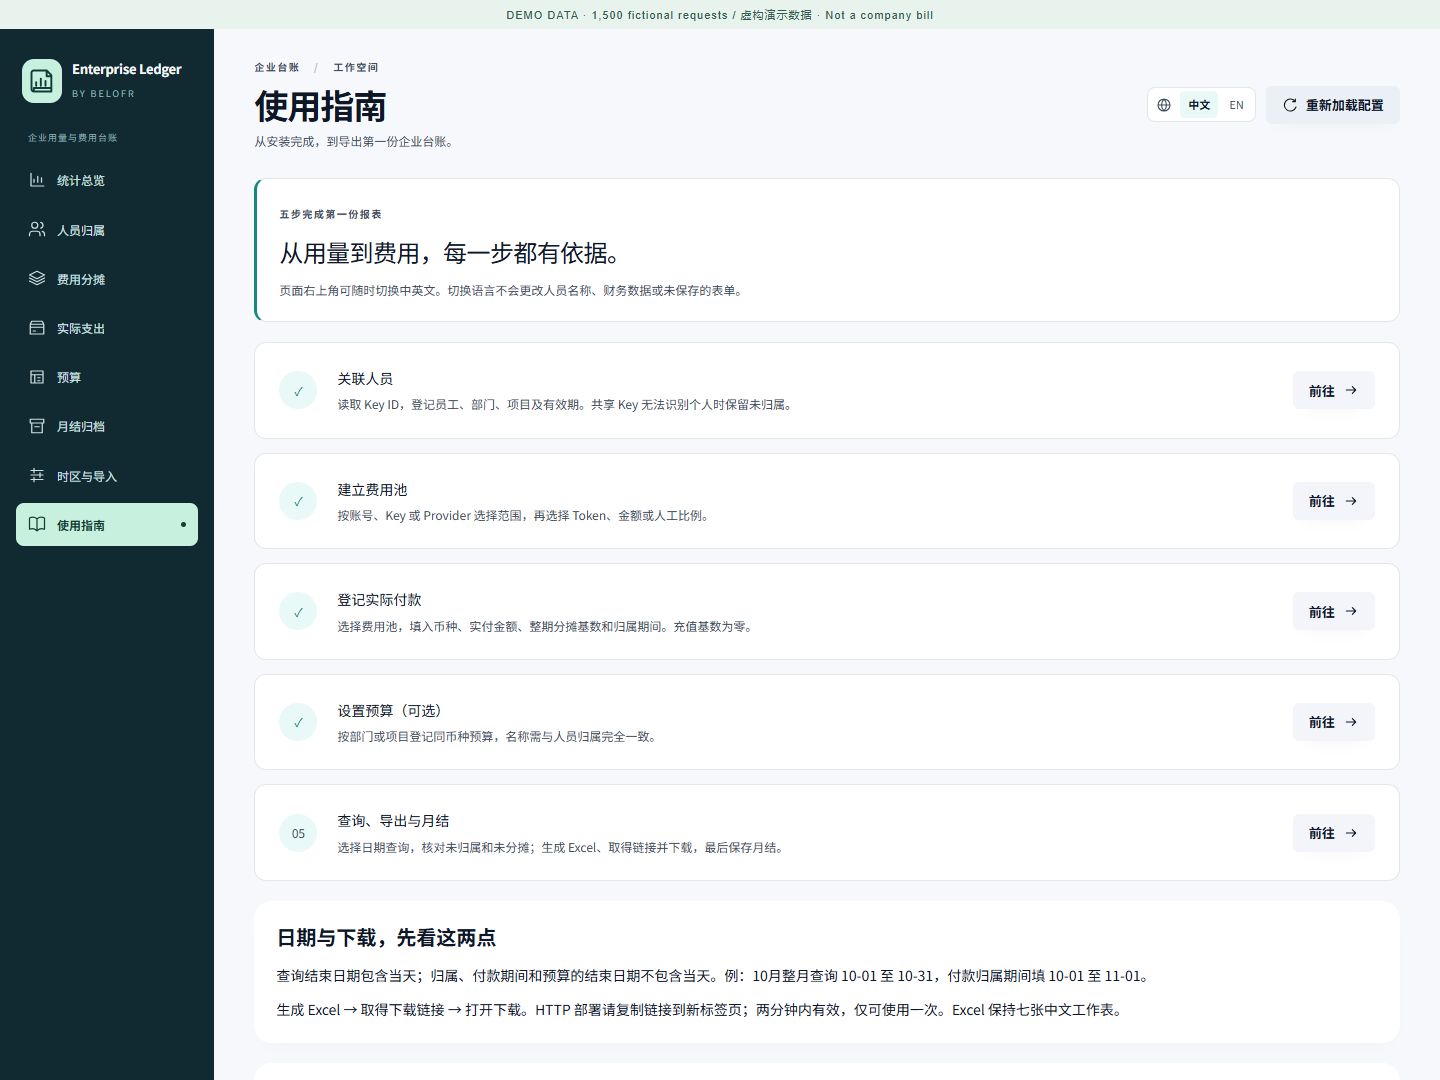 DEMO DATA · 1,500 fictional requests / 虚构演示数据 · Not a company bill
Enterprise Ledger
BY BELOFR
企业用量与费用台账
统计总览
人员归属
费用分摊
实际支出
预算
月结归档
时区与导入
使用指南
企业台账 / 工作空间
使用指南
从安装完成，到导出第一份企业台账。
中文 EN
重新加载配置
五步完成第一份报表
从用量到费用，每一步都有依据。
页面右上角可随时切换中英文。切换语言不会更改人员名称、财务数据或未保存的表单。
✓
关联人员
读取 Key ID，登记员工、部门、项目及有效期。共享 Key 无法识别个人时保留未归属。
前往 →
✓
建立费用池
按账号、Key 或 Provider 选择范围，再选择 Token、金额或人工比例。
前往 →
✓
登记实际付款
选择费用池，填入币种、实付金额、整期分摊基数和归属期间。充值基数为零。
前往 →
✓
设置预算（可选）
按部门或项目登记同币种预算，名称需与人员归属完全一致。
前往 →
05
查询、导出与月结
选择日期查询，核对未归属和未分摊；生成 Excel、取得链接并下载，最后保存月结。
前往 →
日期与下载，先看这两点
查询结束日期包含当天；归属、付款期间和预算的结束日期不包含当天。例：10月整月查询 10-01 至 10-31，付款归属期间填 10-01 至 11-01。
生成 Excel → 取得下载链接 → 打开下载。HTTP 部署请复制链接到新标签页；两分钟内有效，仅可使用一次。Excel 保持七张中文工作表。